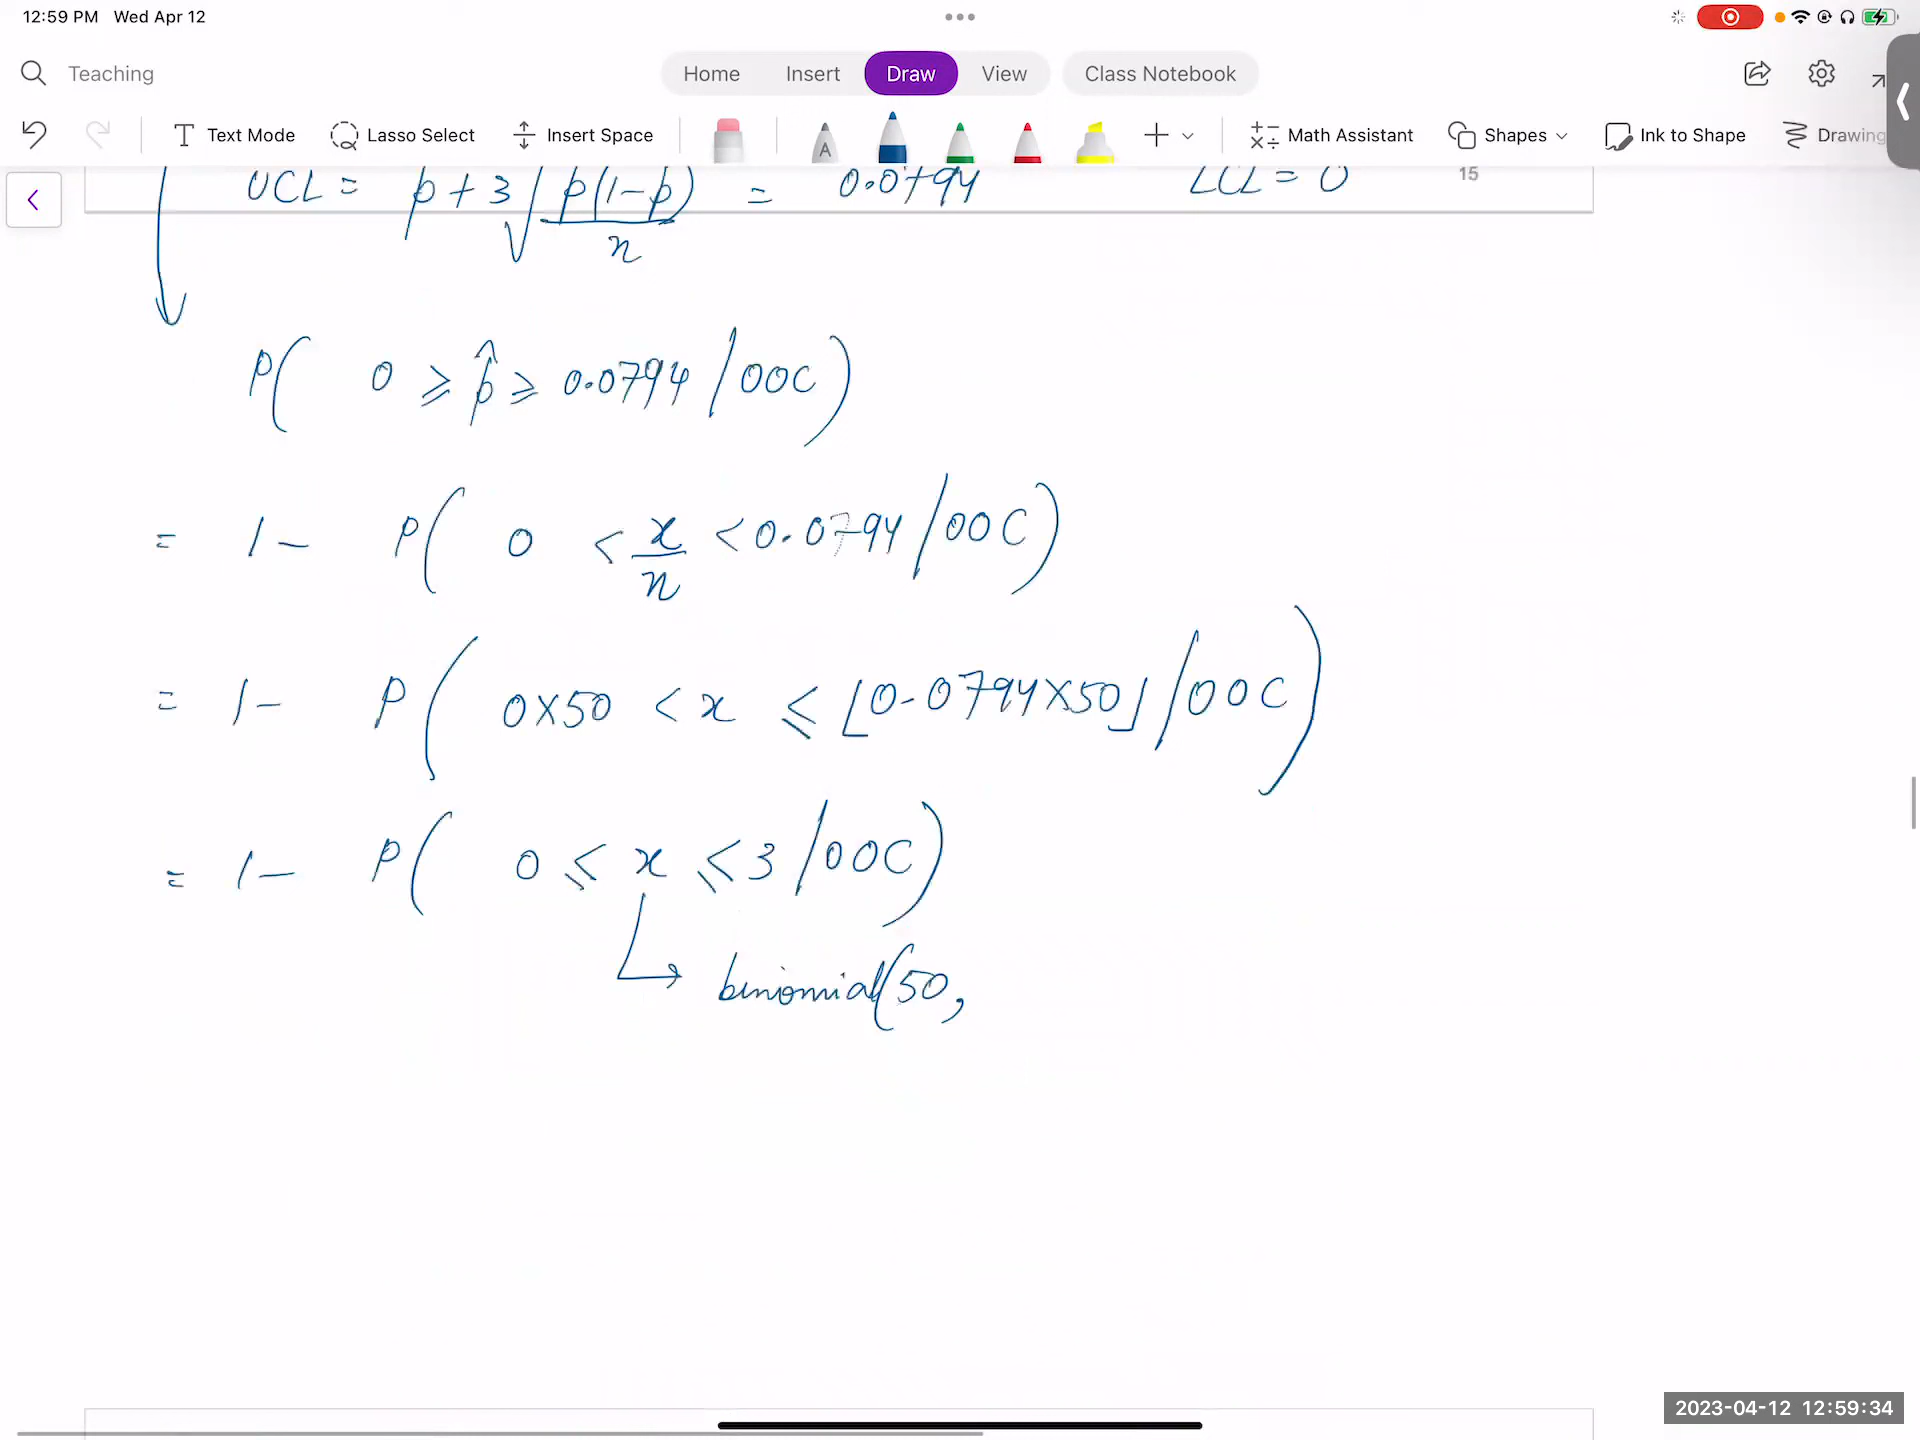 12:59 PM Wed Apr 12
Teaching
Home Insert Draw View Class Notebook
Text Mode Lasso Select Insert Space A Math Assistant Shapes Ink to Shape Drawing
UCL = p + 3 √(p(1-p)/n) = 0.0794 LCL = 0 15
P( 0 ≥ p̂ ≥ 0.0794 / OOC)
= 1 - P( 0 < x/n < 0.0794 / OOC)
= 1 - P( 0×50 < x ≤ ⌊0.0794×50⌋ / OOC)
= 1 - P( 0 ≤ x ≤ 3 / OOC)
binomial(50,
2023-04-12 12:59:34